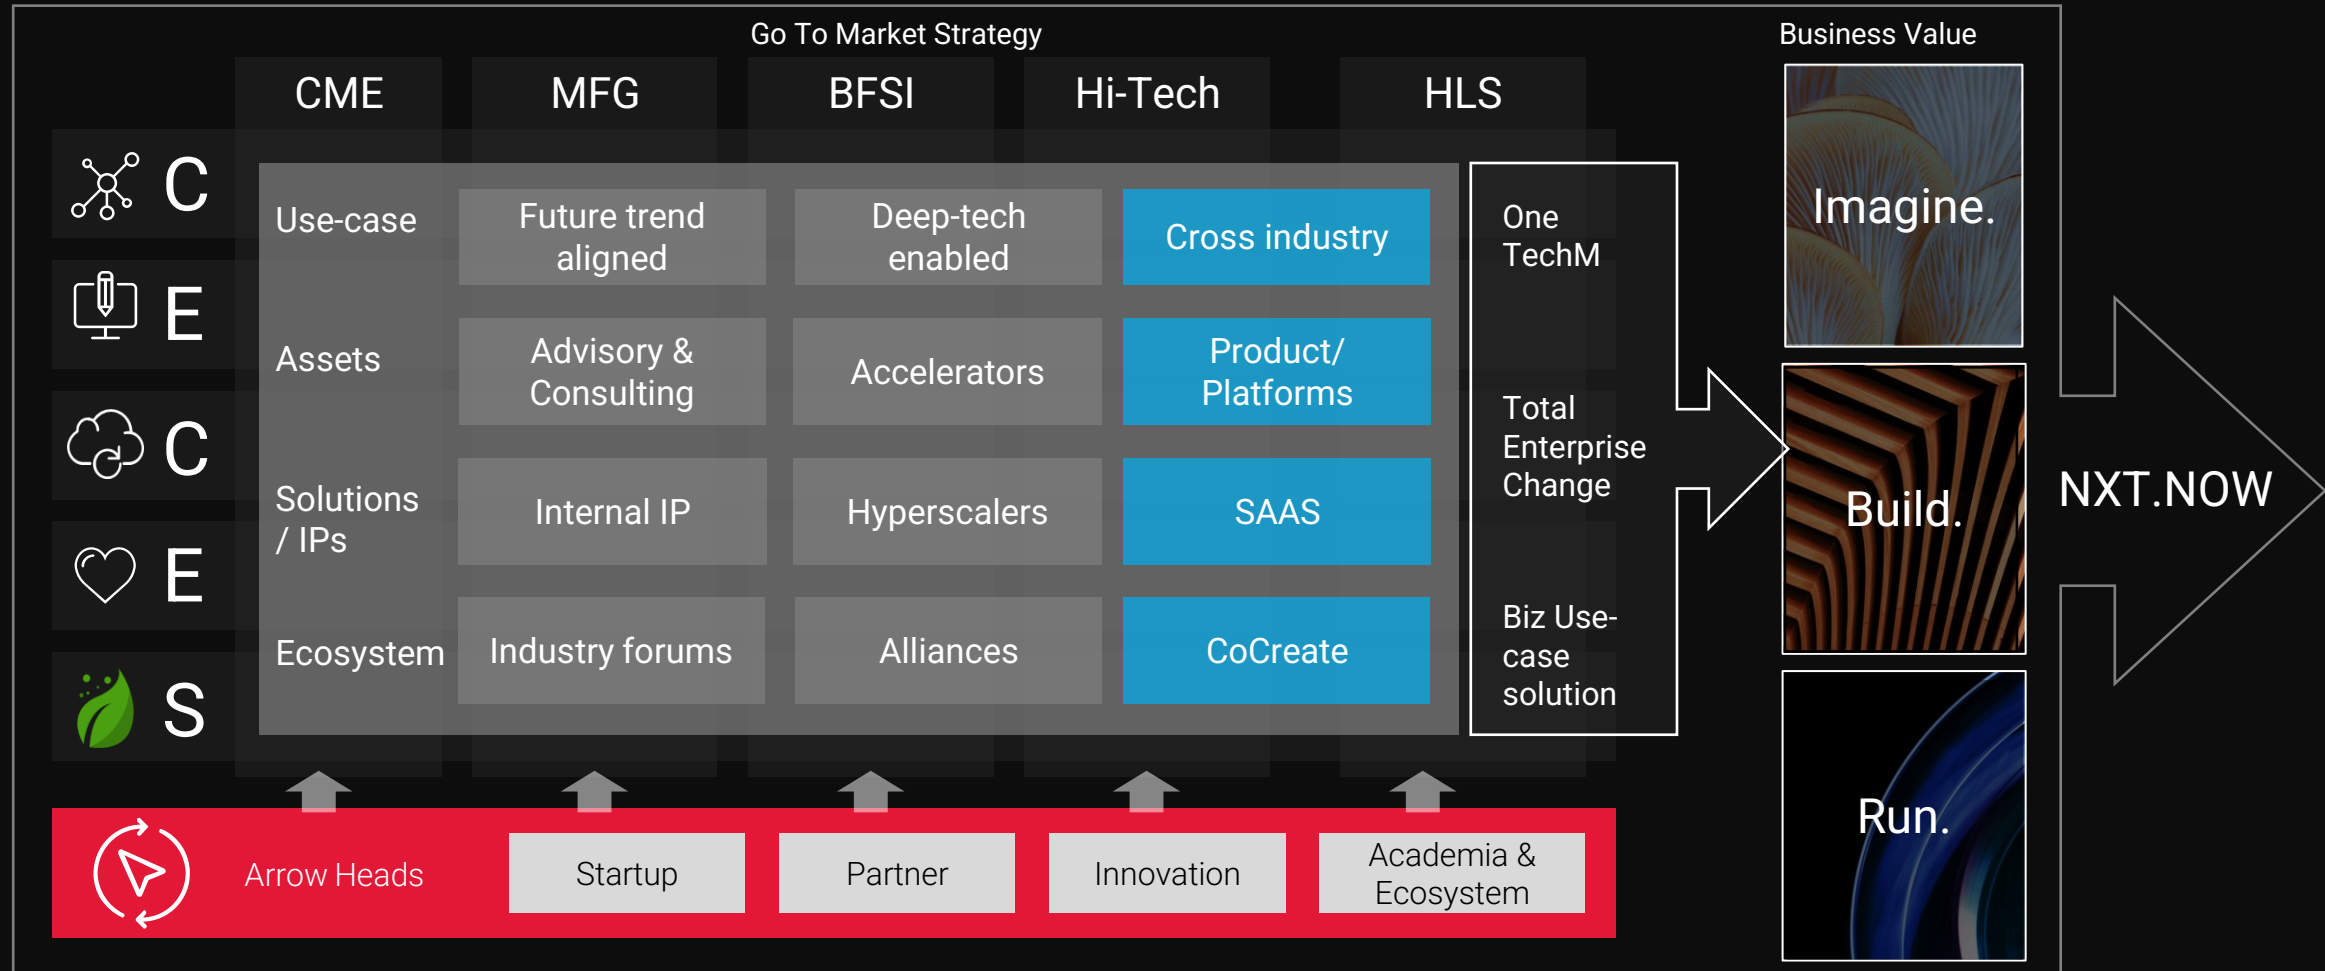 Go To Market Strategy
Business Value
CME
MFG
BFSI
Hi-Tech
HLS
C
E
C
E
S
Use-case
Future trend
aligned
Deep-tech
enabled
Cross industry
Assets
Advisory &
Consulting
Accelerators
Product/
Platforms
Solutions
/ IPs
Internal IP
Hyperscalers
SAAS
Ecosystem
Industry forums
Alliances
CoCreate
One
TechM
Total
Enterprise
Change
Biz Use-
case
solution
Imagine.
Build.
Run.
NXT.NOW
Arrow Heads
Startup
Partner
Innovation
Academia &
Ecosystem